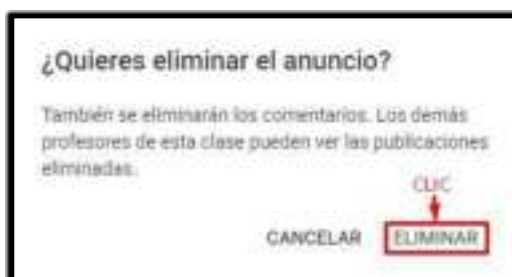 ¿Quieres eliminar el anuncio?
También se eliminarán los comentarios. Los demás
profesores de esta clase pueden ver las publicaciones
eliminadas.
CLIC
CANCELAR ELIMINAR